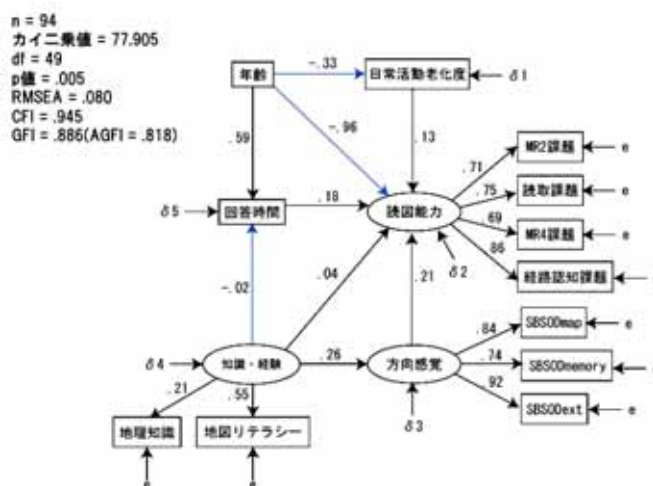 n = 94
カイ二乗値 = 77.905
df = 49
p値 = .005
RMSEA = .080
CFI = .945
GFI = .886(AGFI = .818)
年齢
-.33
日常活動老化度
δ1
-.96
.59
.13
MR2課題
e
.71
δ5
回答時間
.18
読図能力
.75
読取課題
e
.69
MR4課題
e
δ2
.86
経路認知課題
-.02
.04
.21
SBSODmap
e
.84
δ4
知識・経験
.26
方向感覚
.74
SBSODmemory
e
.92
SBSODext
e
.21
.55
δ3
地理知識
地図リテラシー
e
e